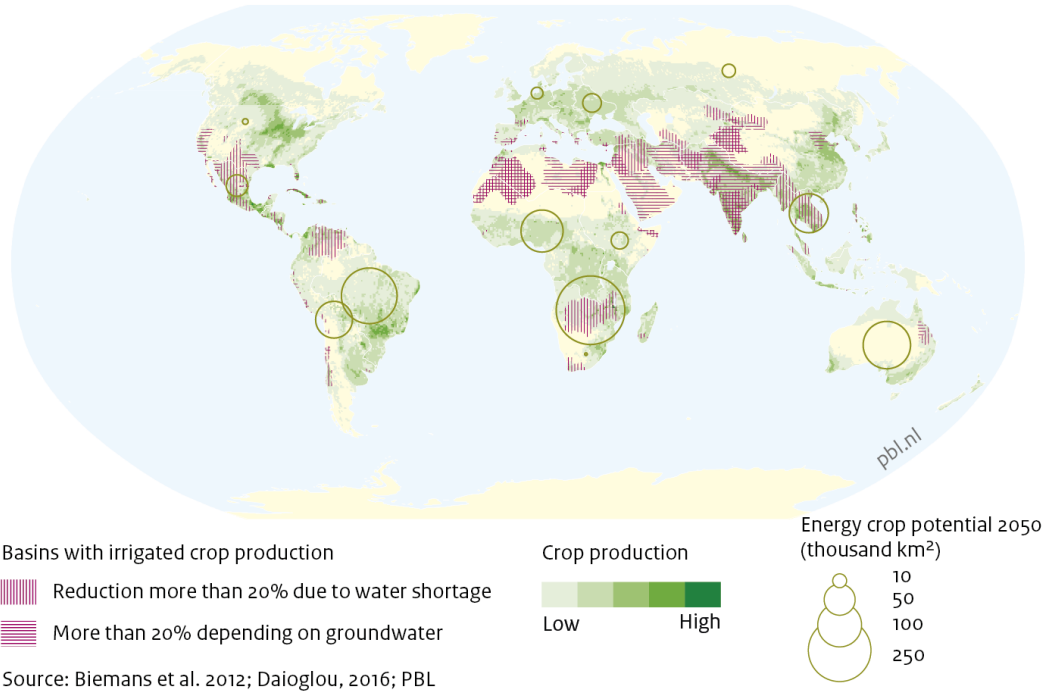 pbl.nl
Basins with irrigated crop production
Reduction more than 20% due to water shortage
More than 20% depending on groundwater
Crop production
Low
High
Energy crop potential 2050
(thousand km²)
10
50
100
250
Source: Biemans et al. 2012; Daioglou, 2016; PBL